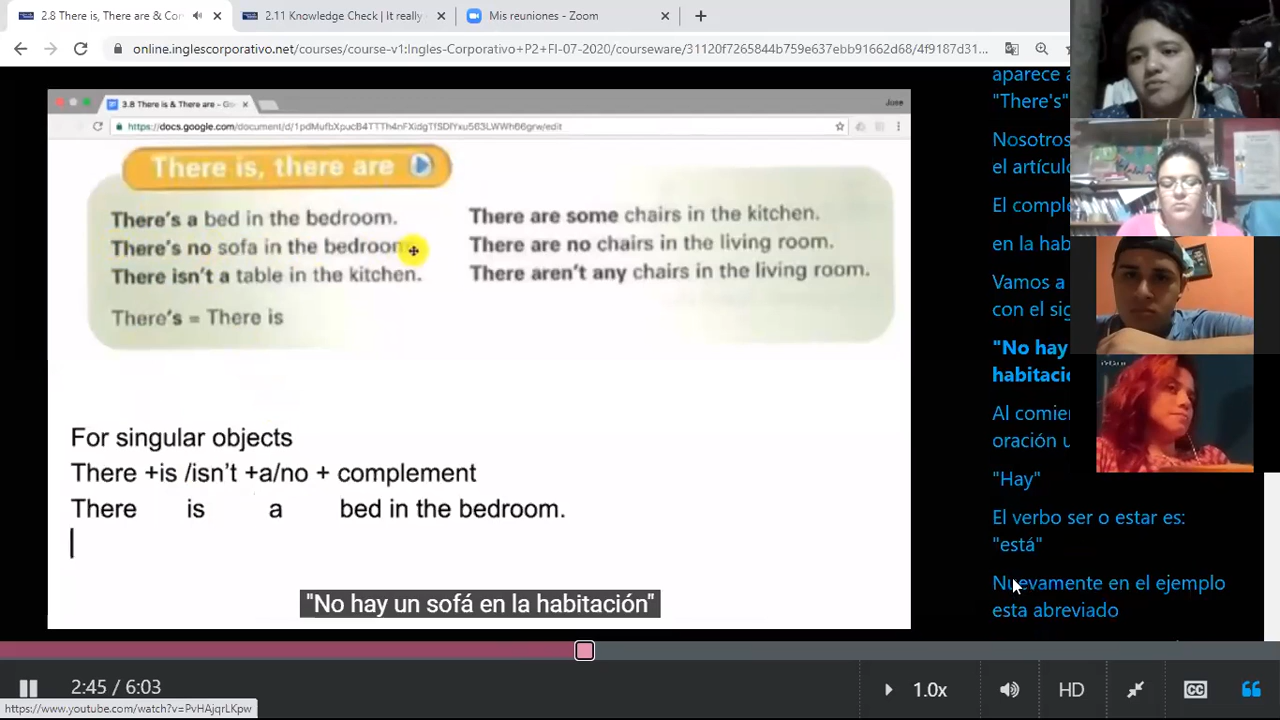 2.8 There is, There are & Co
2.11 Knowledge Check | It really
Mis reuniones - Zoom
online.inglescorporativo.net/courses/course-v1:Ingles-Corporativo+P2+FI-07-2020/courseware/31120f7265844b759e637ebb91662d68/4f9187d31...
3.8 There is & There are - Go
Jose
https://docs.google.com/document/d/1pdMufbXpucB4TTTh4nFXidgTfSDlYxu563LWWh66grw/edit
There is, there are
There's a bed in the bedroom.
There's no sofa in the bedroom
There isn't a table in the kitchen.
There's = There is
There are some chairs in the kitchen.
There are no chairs in the living room.
There aren't any chairs in the living room.
For singular objects
There +is /isn't +a/no + complement
There is a bed in the bedroom.
"No hay un sofá en la habitación"
aparece a
"There's"
Nosotros
el artícul
El comple
en la hab
Vamos a
con el sig
"No hay
habitació
Al comie
oración u
"Hay"
El verbo ser o estar es:
"está"
Nuevamente en el ejemplo
esta abreviado
2:45 / 6:03
1.0x
HD
CC
https://www.youtube.com/watch?v=PvHAjqrLKpw